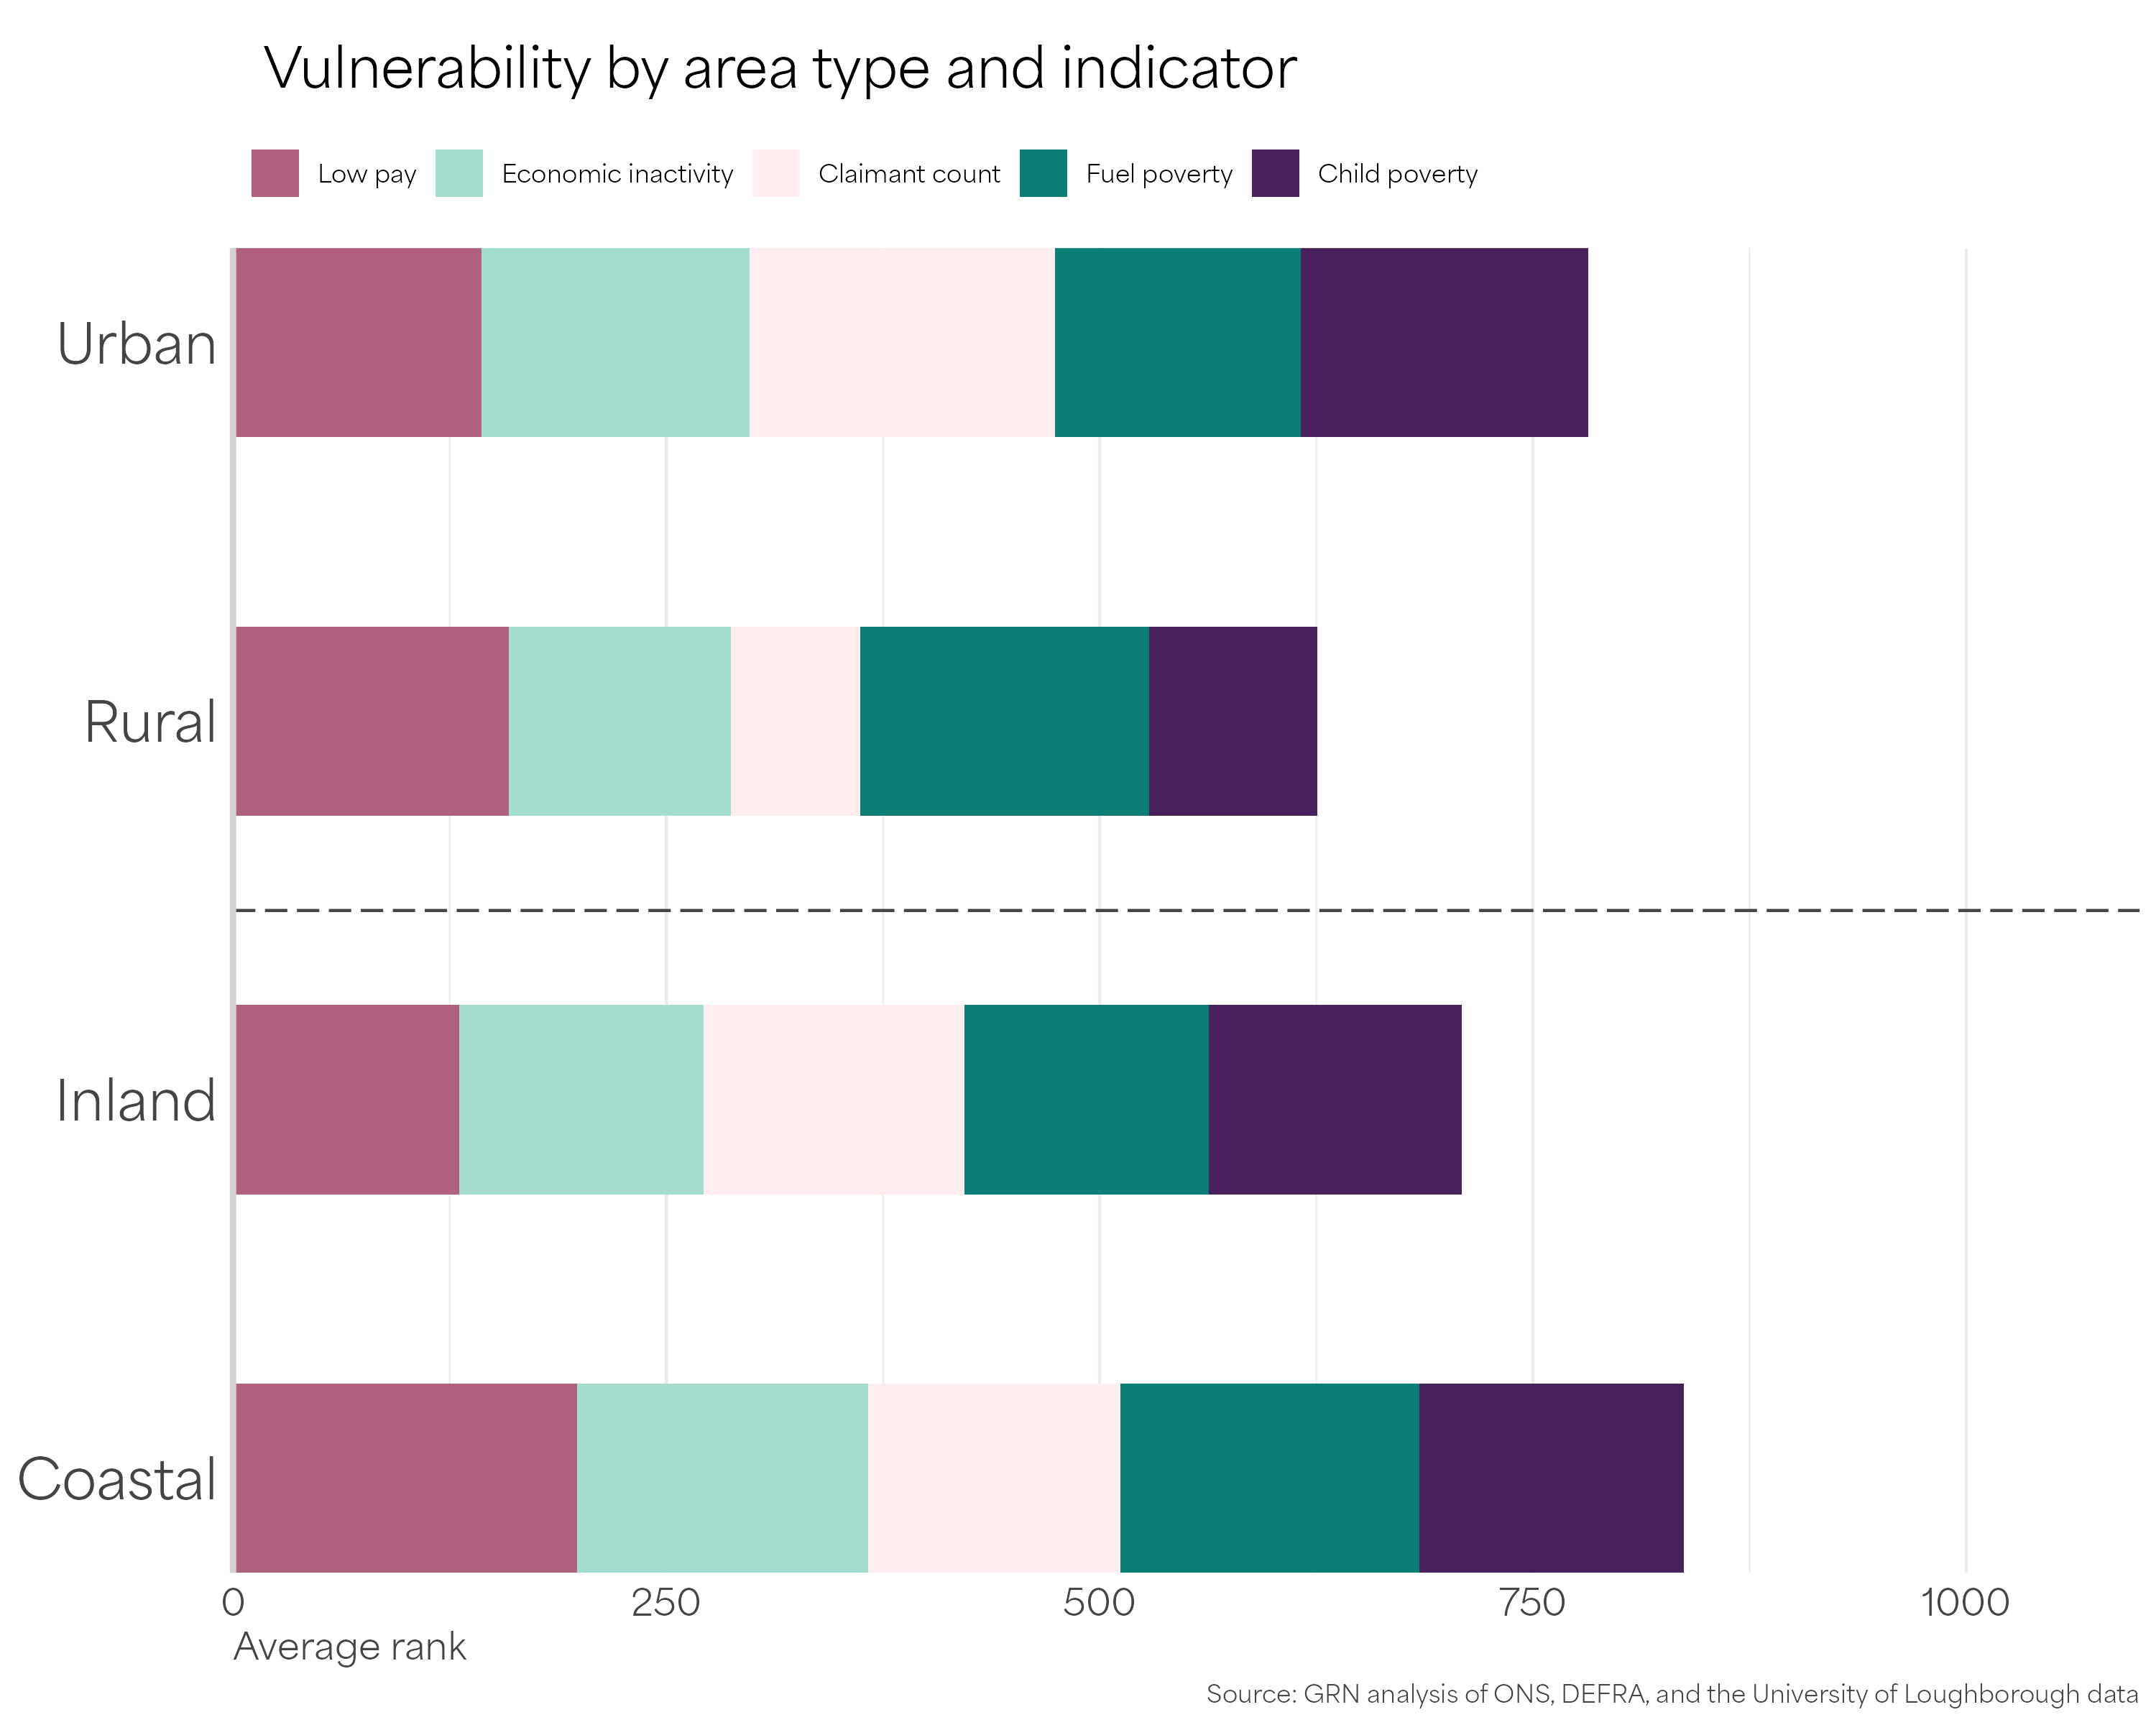 Vulnerability by area type and indicator
Low pay Economic inactivity Claimant count Fuel poverty Child poverty
Urban
Rural
Inland
Coastal
0 250 500 750 1000
Average rank
Source: GRN analysis of ONS, DEFRA, and the University of Loughborough data